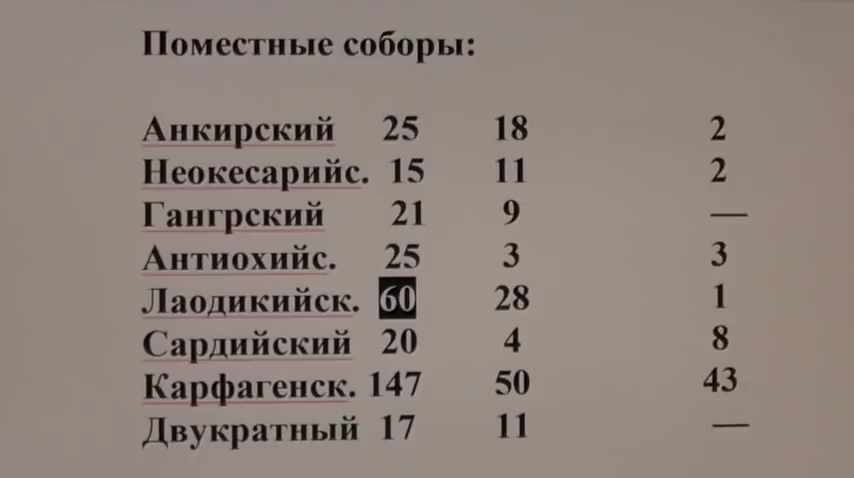 Поместные соборы:
Анкирский 25 18 2
Неокесарийс. 15 11 2
Гангрский 21 9 —
Антиохийс. 25 3 3
Лаодикийск. 60 28 1
Сардийский 20 4 8
Карфагенск. 147 50 43
Двукратный 17 11 —